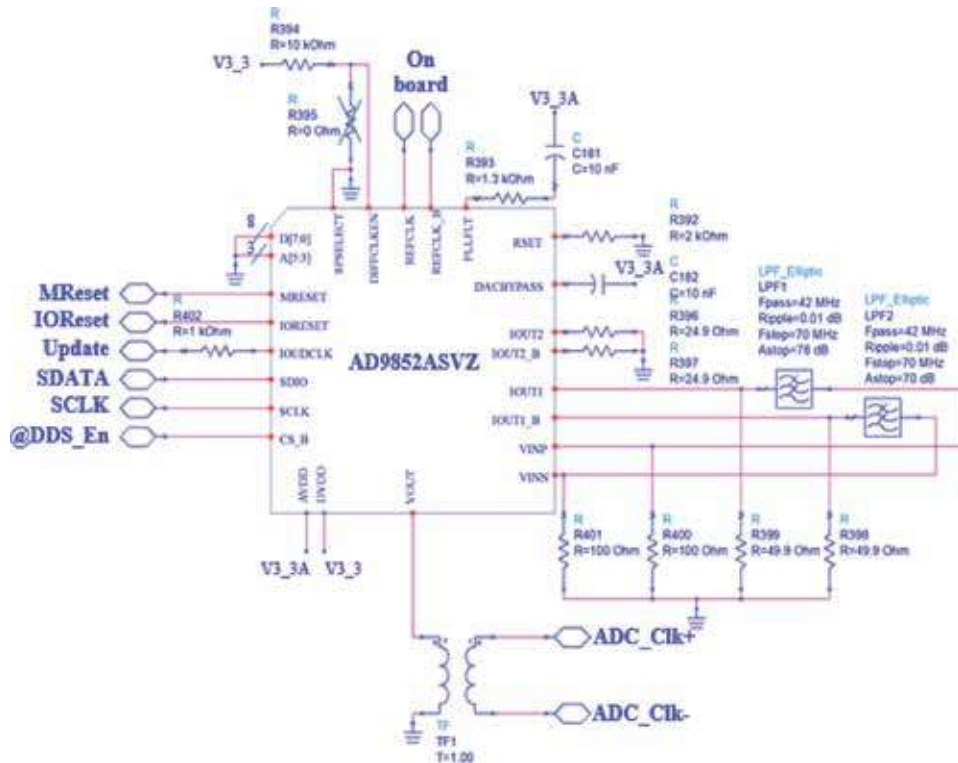 R
R394
R=10 kOhm
V3_3
On
board
R
R395
R=0 Ohm
V3_3A
C
C181
C=10 nF
R
R393
R=1.3 kOhm
8
3
D[7:0]
A[5:3]
SPSELECT
DIFFCLKEN
REFCLK
REFCLK_B
PLLFLT
RSET
R
R392
R=2 kOhm
DACBYPASS
V3_3A
C
C182
C=10 nF
R
R396
R=24.9 Ohm
R
R397
R=24.9 Ohm
LPF_Elliptic
LPF1
Fpass=42 MHz
Ripple=0.01 dB
Fstop=70 MHz
Astop=76 dB
LPF_Elliptic
LPF2
Fpass=42 MHz
Ripple=0.01 dB
Fstop=70 MHz
Astop=70 dB
MReset
IOReset
Update
SDATA
SCLK
@DDS_En
R
R402
R=1 kOhm
MRESET
IORESET
IOUDCLK
SDIO
SCLK
CS_B
AD9852ASVZ
IOUT2
IOUT2_B
IOUT1
IOUT1_B
VINP
VINN
AVDD
DVDD
VOUT
V3_3A
V3_3
R
R401
R=100 Ohm
R
R400
R=100 Ohm
R
R399
R=49.9 Ohm
R
R398
R=49.9 Ohm
ADC_Clk+
ADC_Clk-
TF
TF1
T=1.00